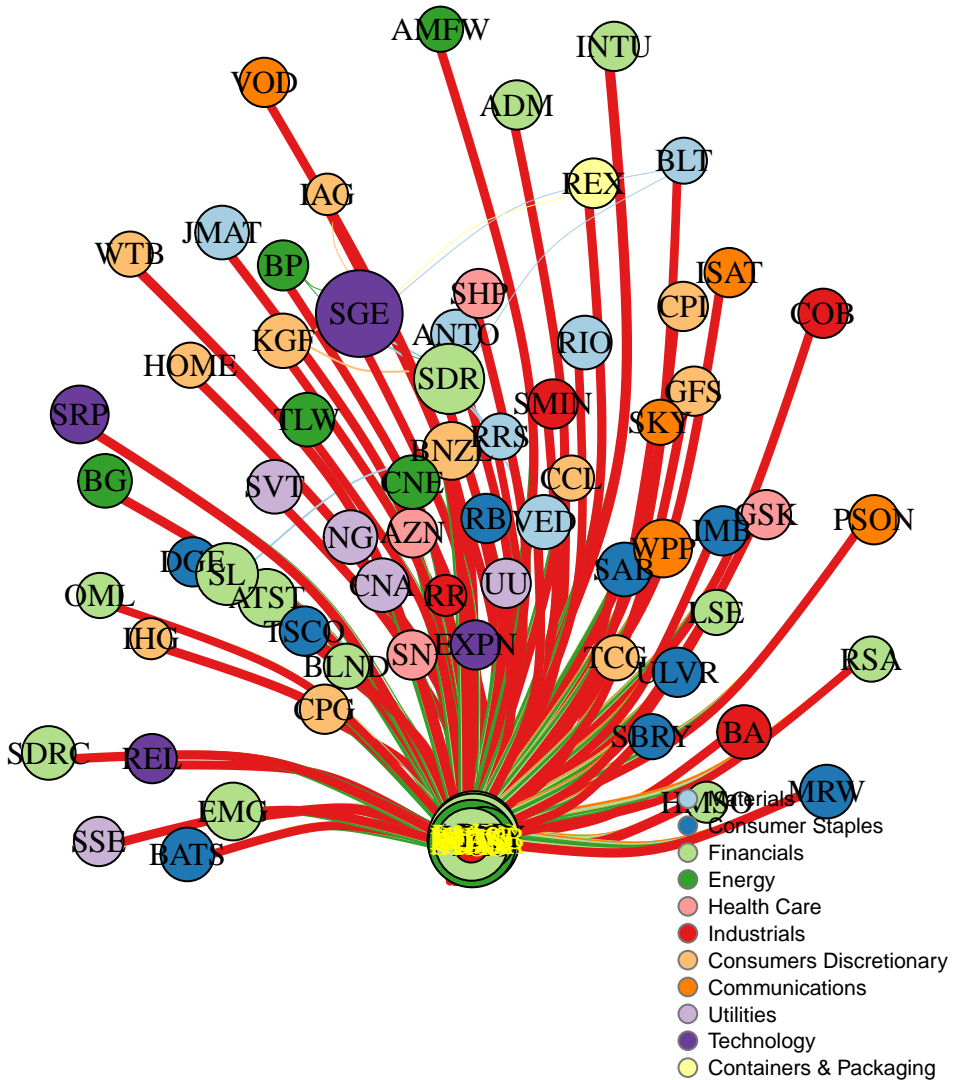 AMFW
INTU
VOD
ADM
BLT
REX
IAG
JMAT
WTB
BP
ISAT
SHP
CPI
SGE
COB
ANTO
KGF
RIO
HOME
SDR
GFS
SRP
SMIN
TLW
SKY
RRS
BNZL
BG
CCL
CNE
SVT
RB
VED
GSK
PSON
IMB
NG
AZN
WPP
DGE
SL
SAB
CNA
UU
OML
ATST
RR
LSE
TSCO
IHG
EXPN
SN
BLND
TCG
RSA
ULVR
CPG
SBRY
BA
SDRC
REL
MRW
HMSO
EMG
SSE
BATS
Materials
Consumer Staples
Financials
Energy
Health Care
Industrials
Consumers Discretionary
Communications
Utilities
Technology
Containers & Packaging